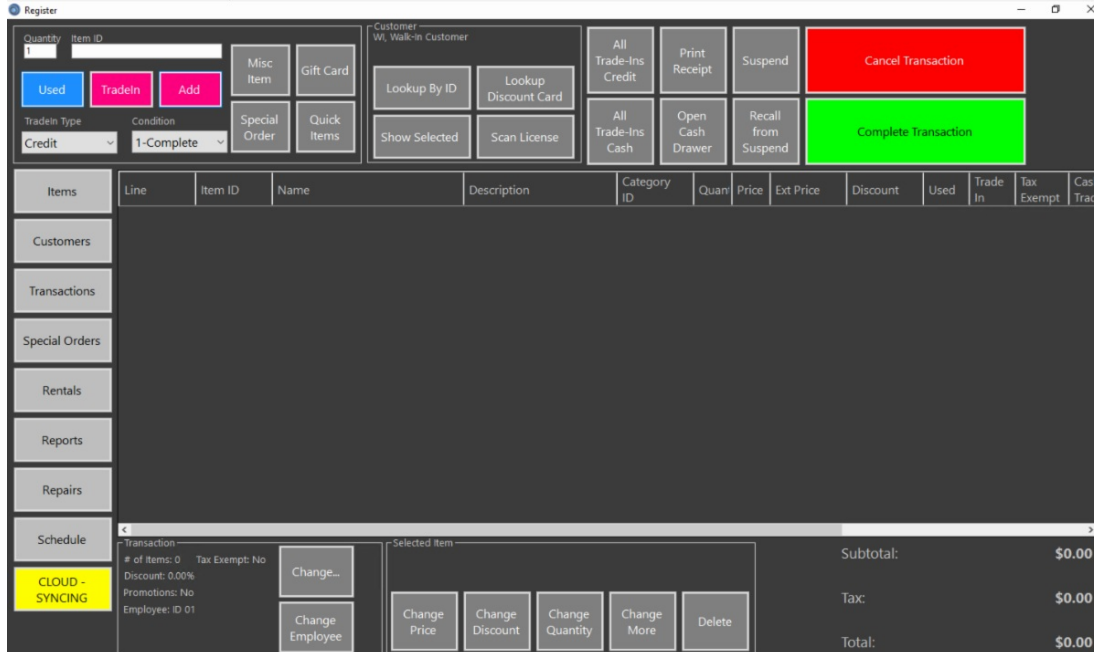 Register
Quantity Item ID
1
Used TradeIn Add
TradeIn Type Condition
Credit 1-Complete
Misc
Item
Gift Card
Special
Order
Quick
Items
Customer
WI, Walk-In Customer
Lookup By ID
Lookup
Discount Card
Show Selected
Scan License
All
Trade-Ins
Credit
Print
Receipt
Suspend
Cancel Transaction
All
Trade-Ins
Cash
Open
Cash
Drawer
Recall
from
Suspend
Complete Transaction
Items
Customers
Transactions
Special Orders
Rentals
Reports
Repairs
Schedule
CLOUD -
SYNCING
Line
Item ID
Name
Description
Category
ID
Quant
Price
Ext Price
Discount
Used
Trade
In
Tax
Exempt
Cas
Trad
Transaction
# of Items: 0 Tax Exempt: No
Discount: 0.00%
Promotions: No
Employee: ID 01
Change...
Change
Employee
Selected Item
Change
Price
Change
Discount
Change
Quantity
Change
More
Delete
Subtotal: $0.00
Tax: $0.00
Total: $0.00